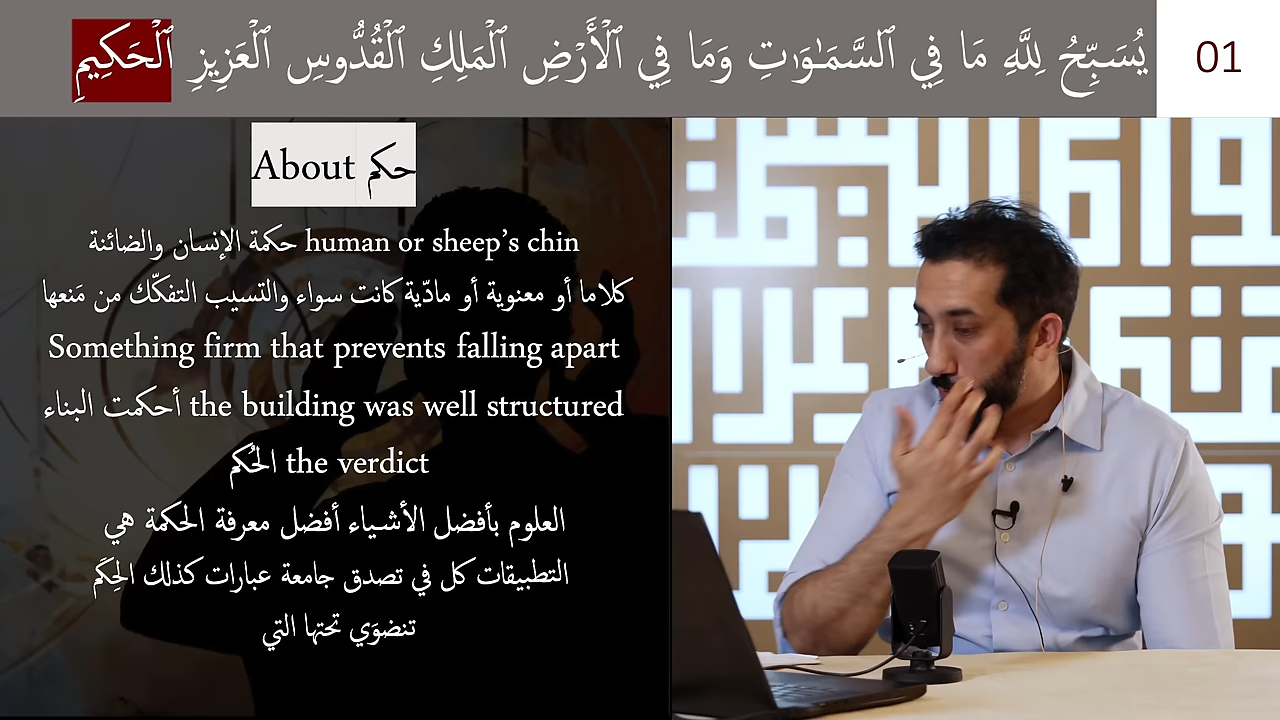 يُسَبِّحُ لِلَّهِ مَا فِي ٱلسَّمَـٰوَٰتِ وَمَا فِي ٱلْأَرْضِ ٱلْمَلِكِ ٱلْقُدُّوسِ ٱلْعَزِيزِ ٱلْحَكِيمِ
01
About حكم
حكمة الإنسان والضائنة human or sheep's chin
كلاما أو معنوية أو مادّية كانت سواء والتسيب التفكّك من مَنعها
Something firm that prevents falling apart
أحكمت البناء the building was well structured
الحُكم the verdict
العلوم بأفضل الأشياء أفضل معرفة الحكمة هي
التطبيقات كل في تصدق جامعة عبارات كذلك الحِكَم
تنضوَي تحتها التي